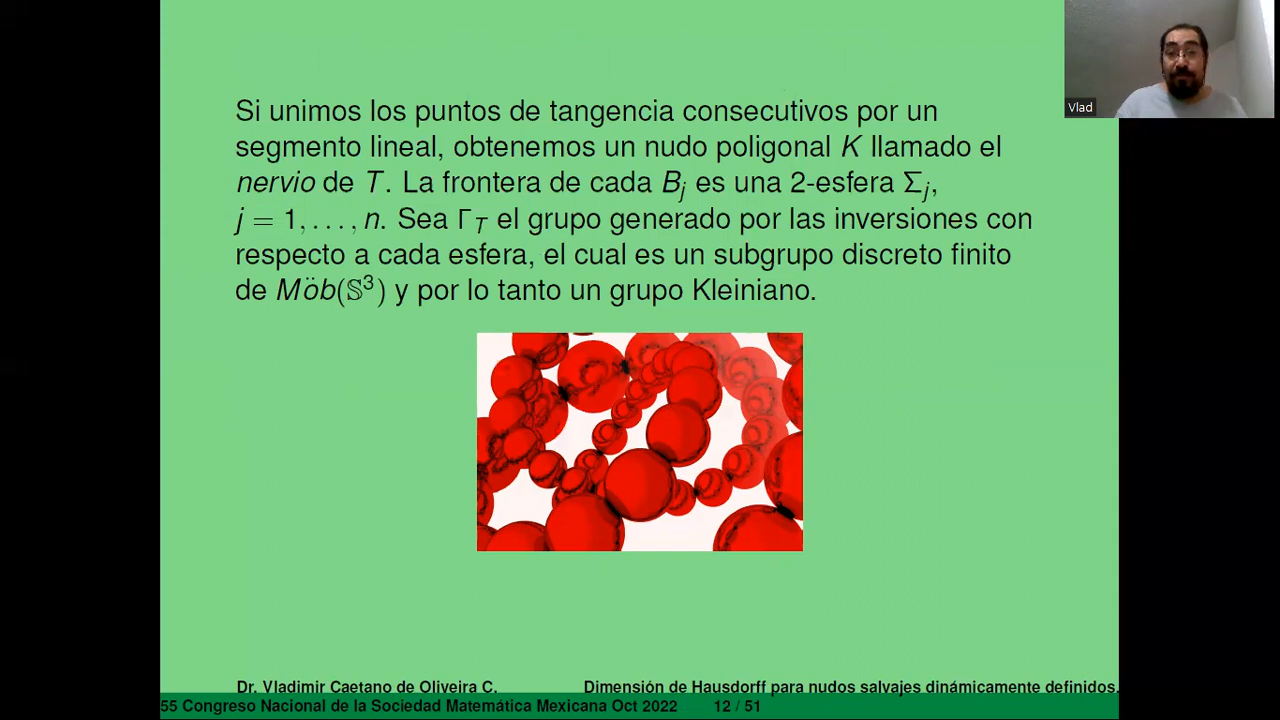 Si unimos los puntos de tangencia consecutivos por un
segmento lineal, obtenemos un nudo poligonal K llamado el
nervio de T. La frontera de cada B_j es una 2-esfera Σ_j,
j = 1, . . . , n. Sea Γ_T el grupo generado por las inversiones con
respecto a cada esfera, el cual es un subgrupo discreto finito
de Möb(𝕊³) y por lo tanto un grupo Kleiniano.
Vlad
Dr. Vladimir Caetano de Oliveira C. Dimensión de Hausdorff para nudos salvajes dinámicamente definidos.
55 Congreso Nacional de la Sociedad Matemática Mexicana Oct 2022 12 / 51